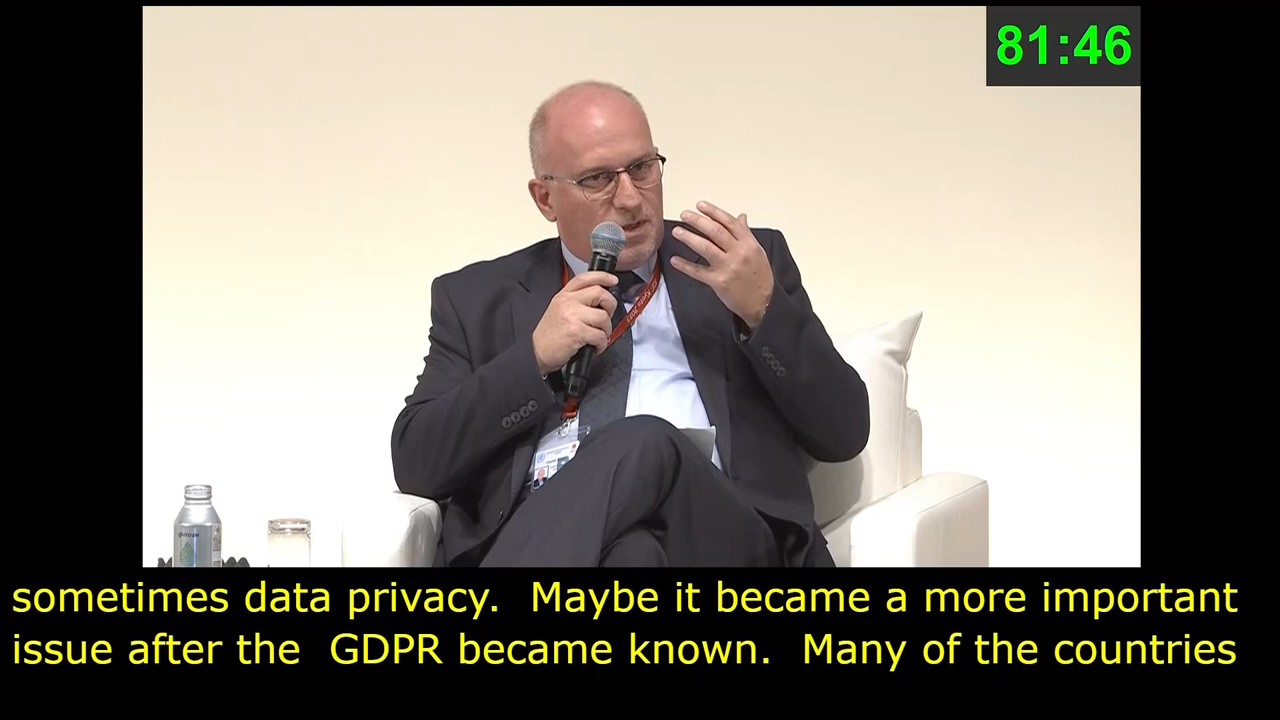 81:46
sometimes data privacy.  Maybe it became a more important
issue after the  GDPR became known.  Many of the countries